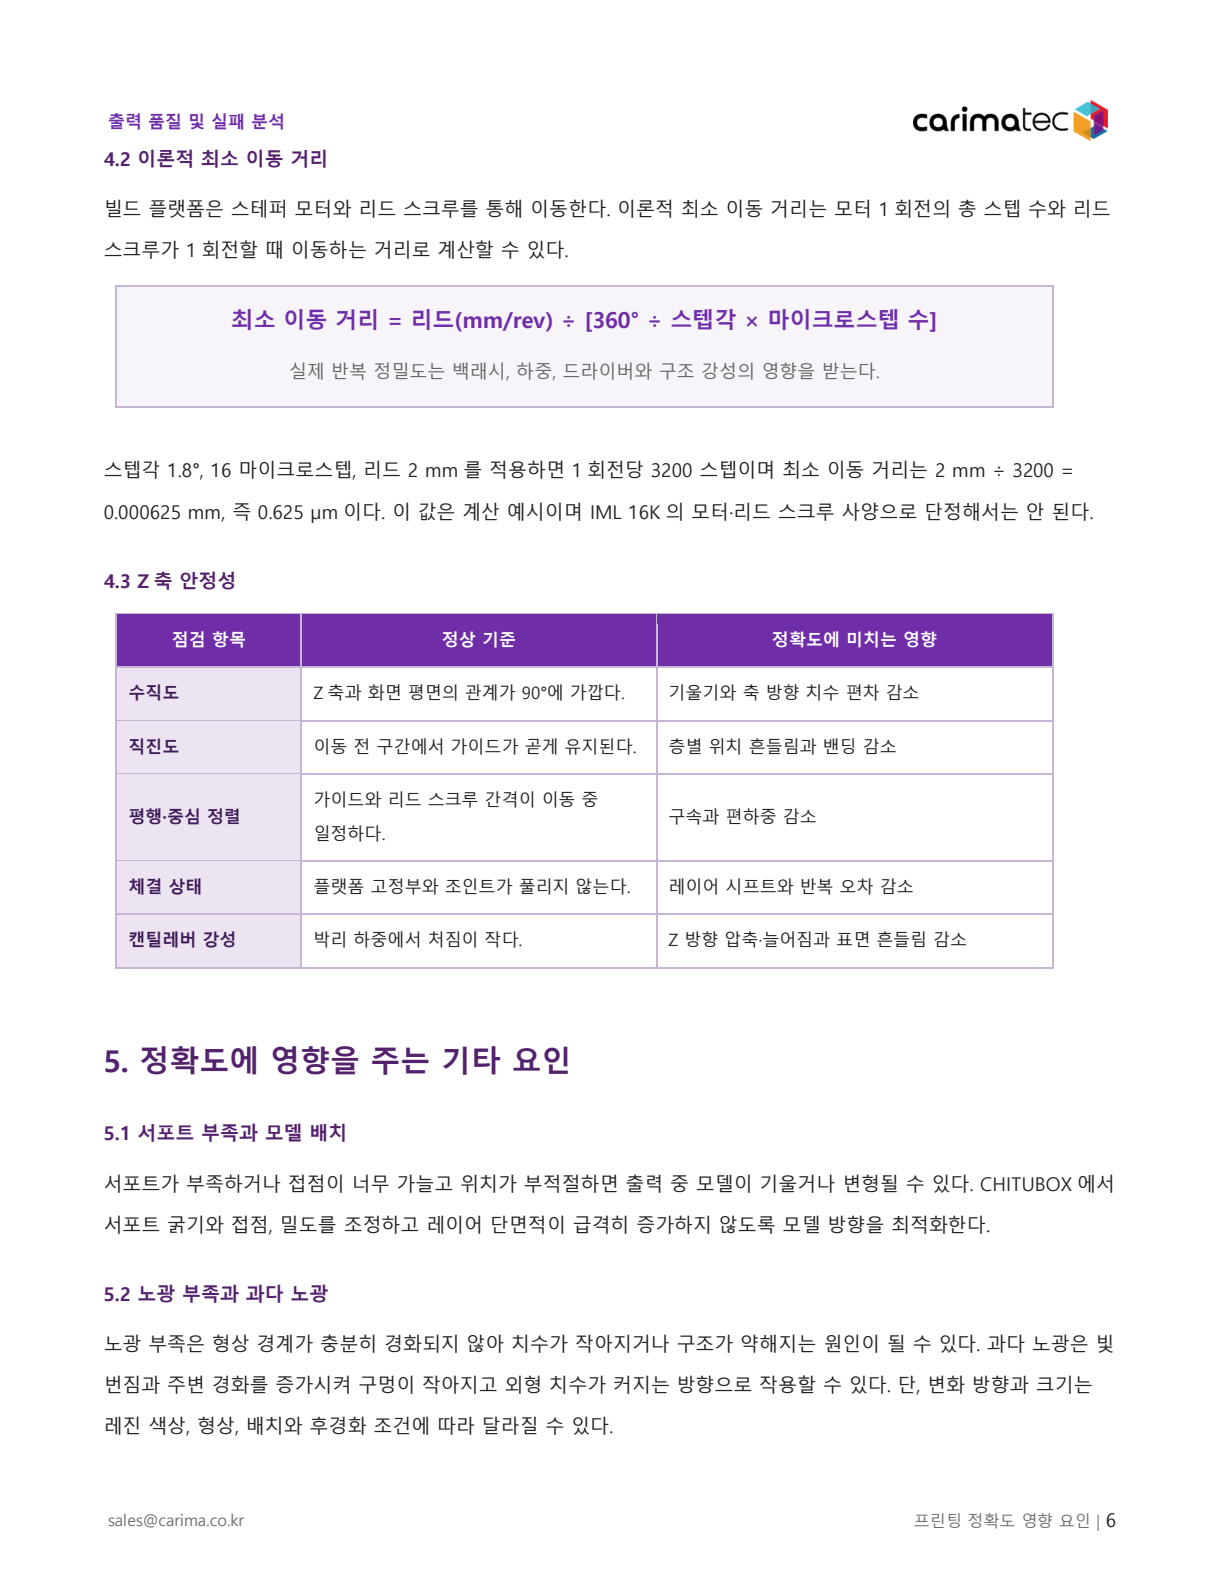 출력 품질 및 실패 분석
carimatec
4.2 이론적 최소 이동 거리
빌드 플랫폼은 스테퍼 모터와 리드 스크루를 통해 이동한다. 이론적 최소 이동 거리는 모터 1 회전의 총 스텝 수와 리드
스크루가 1 회전할 때 이동하는 거리로 계산할 수 있다.
최소 이동 거리 = 리드(mm/rev) ÷ [360° ÷ 스텝각 × 마이크로스텝 수]
실제 반복 정밀도는 백래시, 하중, 드라이버와 구조 강성의 영향을 받는다.
스텝각 1.8°, 16 마이크로스텝, 리드 2 mm 를 적용하면 1 회전당 3200 스텝이며 최소 이동 거리는 2 mm ÷ 3200 =
0.000625 mm, 즉 0.625 µm 이다. 이 값은 계산 예시이며 IML 16K 의 모터·리드 스크루 사양으로 단정해서는 안 된다.
4.3 Z 축 안정성
점검 항목 정상 기준 정확도에 미치는 영향
수직도 Z 축과 화면 평면의 관계가 90°에 가깝다. 기울기와 축 방향 치수 편차 감소
직진도 이동 전 구간에서 가이드가 곧게 유지된다. 층별 위치 흔들림과 밴딩 감소
평행·중심 정렬 가이드와 리드 스크루 간격이 이동 중
일정하다. 구속과 편하중 감소
체결 상태 플랫폼 고정부와 조인트가 풀리지 않는다. 레이어 시프트와 반복 오차 감소
캔틸레버 강성 박리 하중에서 처짐이 작다. Z 방향 압축·늘어짐과 표면 흔들림 감소
5. 정확도에 영향을 주는 기타 요인
5.1 서포트 부족과 모델 배치
서포트가 부족하거나 접점이 너무 가늘고 위치가 부적절하면 출력 중 모델이 기울거나 변형될 수 있다. CHITUBOX 에서
서포트 굵기와 접점, 밀도를 조정하고 레이어 단면적이 급격히 증가하지 않도록 모델 방향을 최적화한다.
5.2 노광 부족과 과다 노광
노광 부족은 형상 경계가 충분히 경화되지 않아 치수가 작아지거나 구조가 약해지는 원인이 될 수 있다. 과다 노광은 빛
번짐과 주변 경화를 증가시켜 구멍이 작아지고 외형 치수가 커지는 방향으로 작용할 수 있다. 단, 변화 방향과 크기는
레진 색상, 형상, 배치와 후경화 조건에 따라 달라질 수 있다.
sales@carima.co.kr
프린팅 정확도 영향 요인 | 6